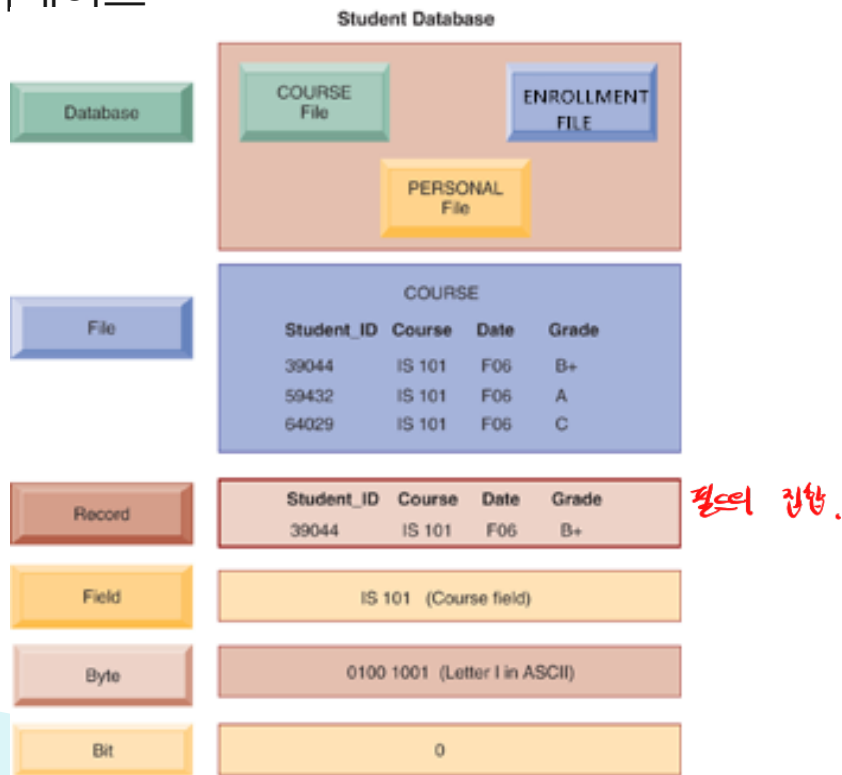 Student Database
Database
COURSE
File
ENROLLMENT
FILE
PERSONAL
File
File
COURSE
Student_ID Course Date Grade
39044 IS 101 F06 B+
59432 IS 101 F06 A
64029 IS 101 F06 C
Record
Student_ID Course Date Grade
39044 IS 101 F06 B+
필드의 집합.
Field
IS 101 (Course field)
Byte
0100 1001 (Letter I in ASCII)
Bit
0